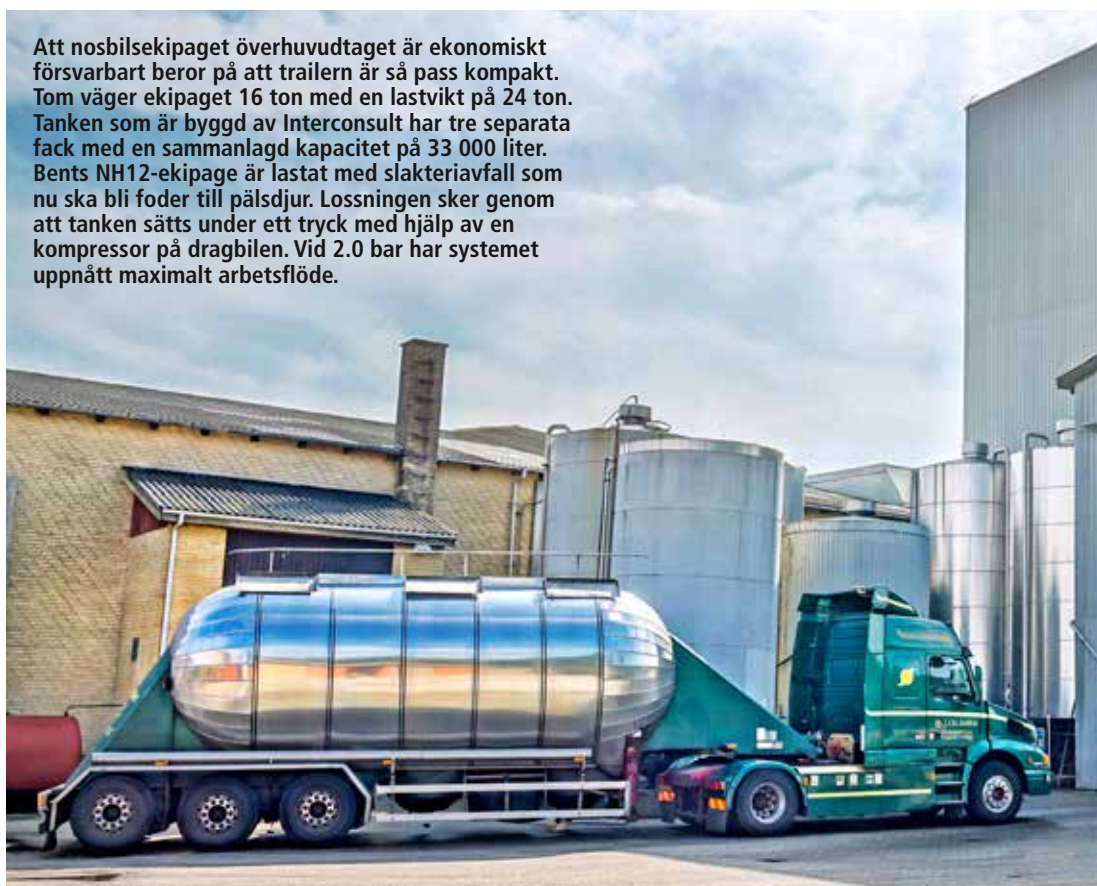 Att nosbilsekipaget överhuvudtaget är ekonomiskt
försvarbart beror på att trailern är så pass kompakt.
Tom väger ekipaget 16 ton med en lastvikt på 24 ton.
Tanken som är byggd av Interconsult har tre separata
fack med en sammanlagd kapacitet på 33 000 liter.
Bents NH12-ekipage är lastat med slakteriavfall som
nu ska bli foder till pälsdjur. Lossningen sker genom
att tanken sätts under ett tryck med hjälp av en
kompressor på dragbilen. Vid 2.0 bar har systemet
uppnått maximalt arbetsflöde.